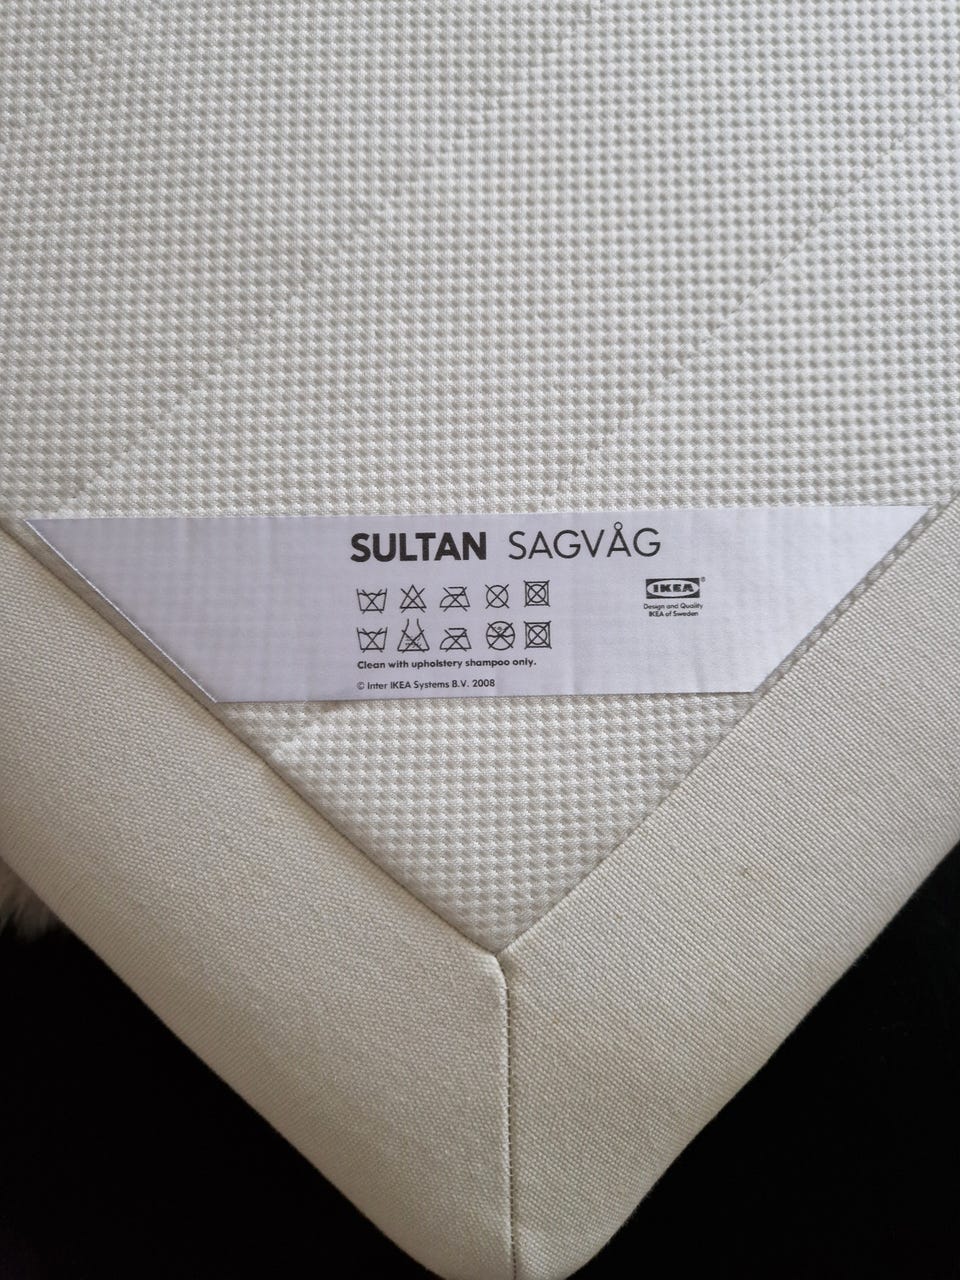 SULTAN SAGVÅG
IKEA®
Design and Quality
IKEA of Sweden
Clean with upholstery shampoo only.
© Inter IKEA Systems B.V. 2008